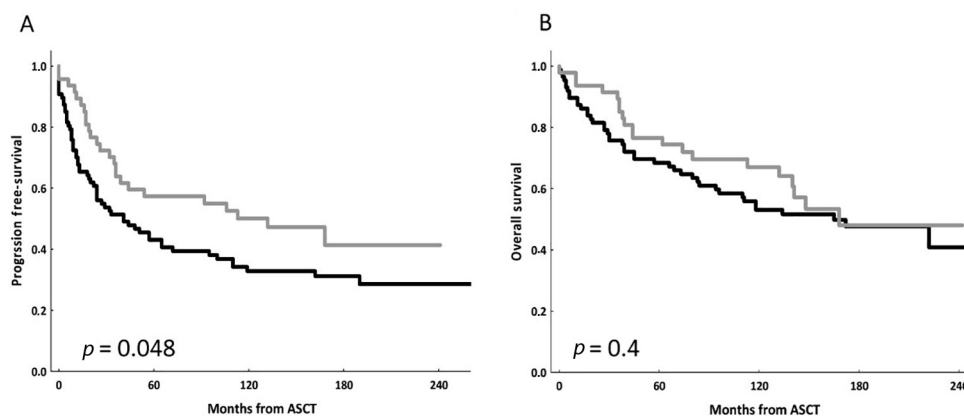 A
Progrssion free-survival
1.0
0.8
0.6
0.4
0.2
0.0
p = 0.048
0 60 120 180 240
Months from ASCT
B
Overall survival
1.0
0.8
0.6
0.4
0.2
0.0
p = 0.4
0 60 120 180 240
Months from ASCT